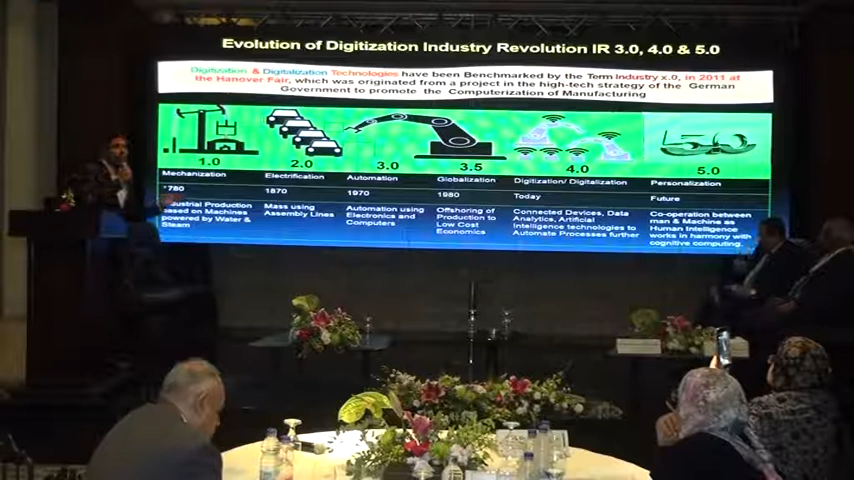 Evolution of Digitization Industry Revolution IR 3.0, 4.0 & 5.0
Digitization & Digitalization Technologies have been Benchmarked by the Term Industry x.0, in 2011 at
the Hanover Fair, which was originated from a project in the high-tech strategy of the German
Government to promote the Computerization of Manufacturing
1.0 2.0 3.0 3.5 4.0 5.0
Mechanization Electrification Automation Globalization Digitization/ Digitalization Personalization
780 1870 1970 1980 Today Future
dustrial Production Mass using Automation using Offshoring of Connected Devices, Data Co-operation between
ased on Machines Assembly Lines Electronics and Production to Analytics, Artificial man & Machine as
powered by Water & Computers Low Cost Intelligence technologies to Human Intelligence
Steam Economics Automate Processes further works in harmony with
cognitive computing.